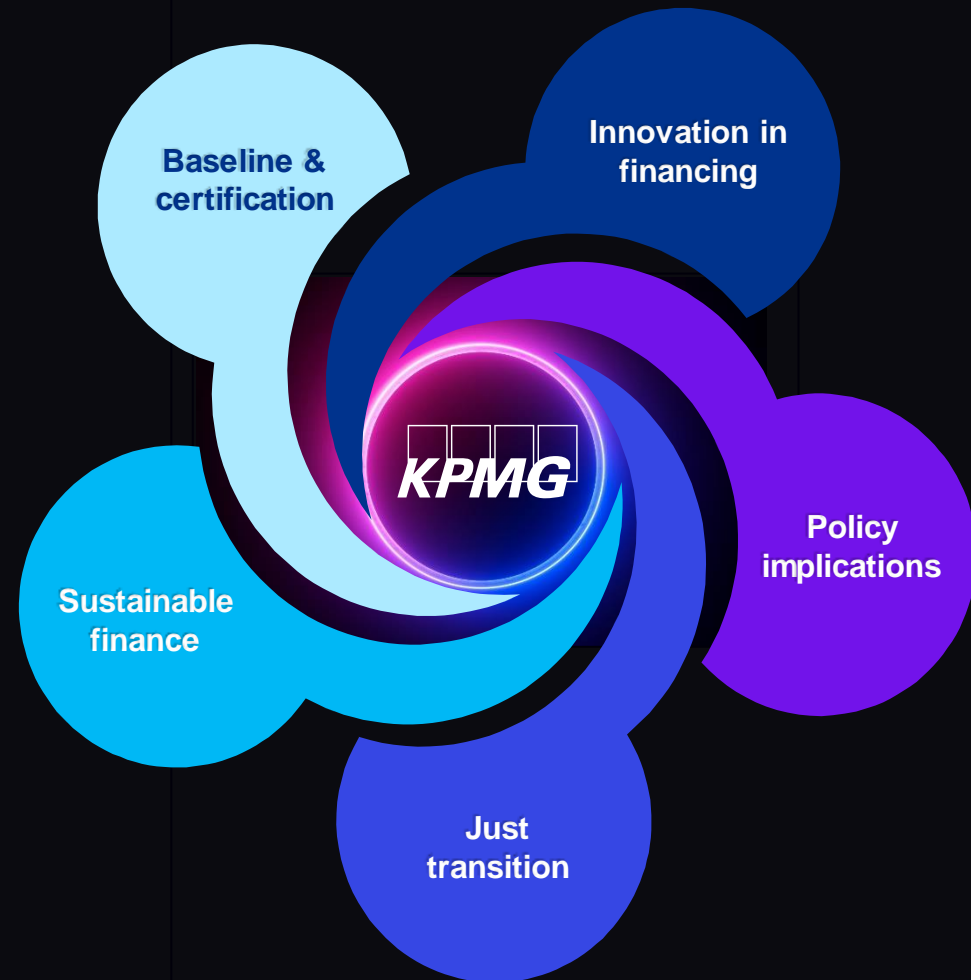 Baseline &
certification
Innovation in
financing
KPMG
Policy
implications
Sustainable
finance
Just
transition